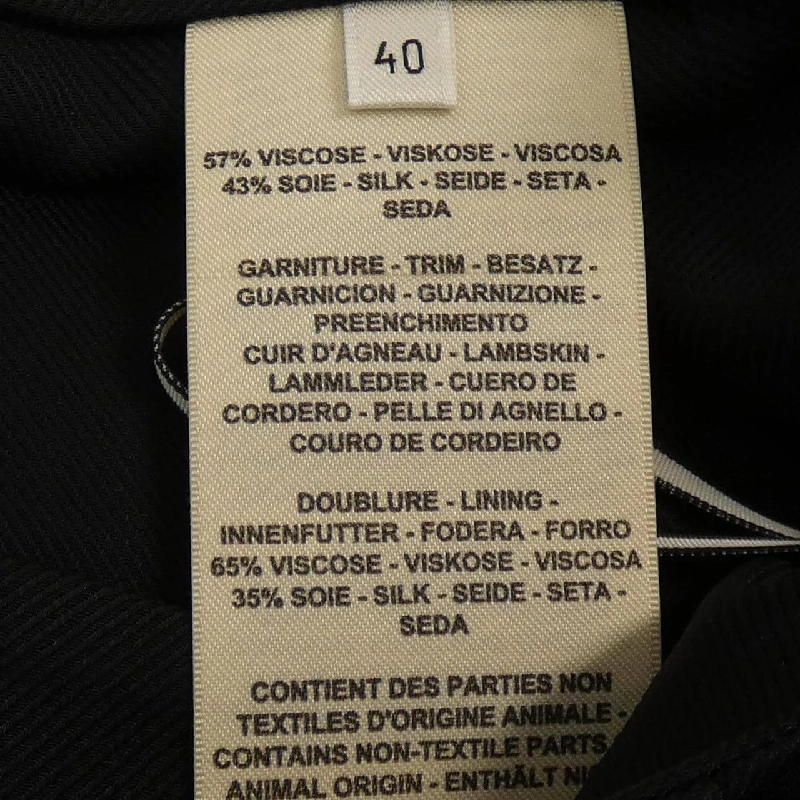 40
57% VISCOSE - VISKOSE - VISCOSA
43% SOIE - SILK - SEIDE - SETA -
SEDA
GARNITURE - TRIM - BESATZ -
GUARNICION - GUARNIZIONE -
PREENCHIMENTO
CUIR D'AGNEAU - LAMBSKIN -
LAMMLEDER - CUERO DE
CORDERO - PELLE DI AGNELLO -
COURO DE CORDEIRO
DOUBLURE - LINING -
INNENFUTTER - FODERA - FORRO
65% VISCOSE - VISKOSE - VISCOSA
35% SOIE - SILK - SEIDE - SETA -
SEDA
CONTIENT DES PARTIES NON
TEXTILES D'ORIGINE ANIMALE -
CONTAINS NON-TEXTILE PARTS
ANIMAL ORIGIN - ENTHÄLT